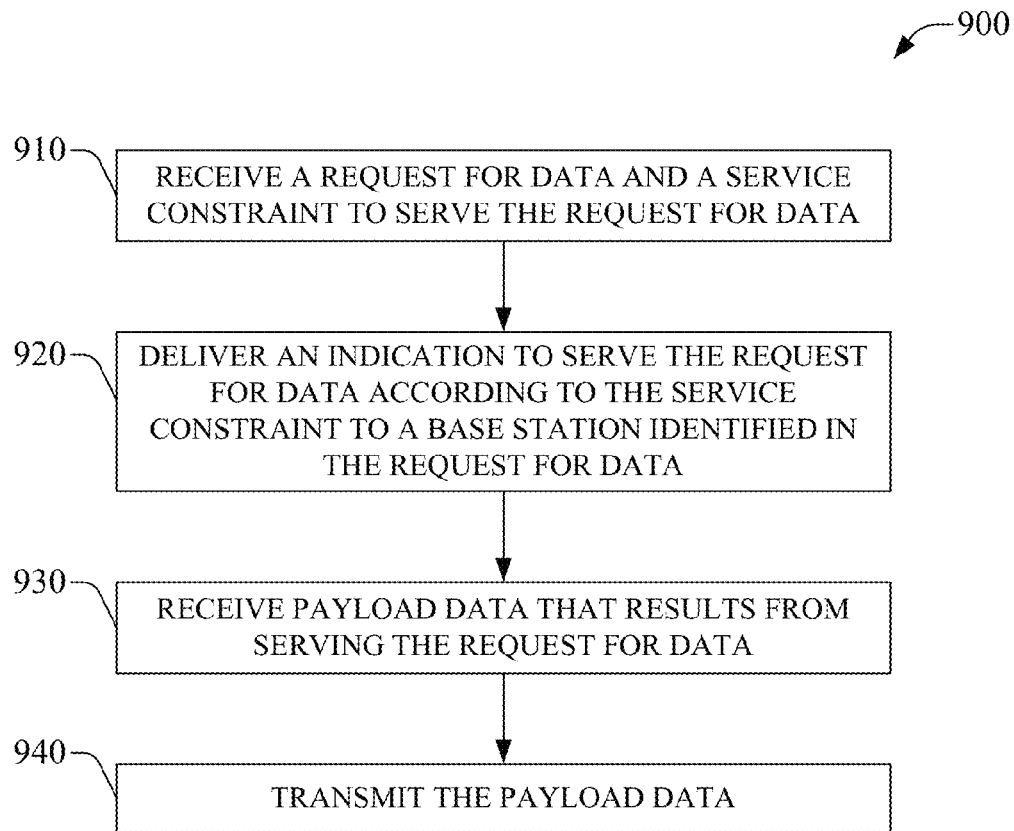 900
910
RECEIVE A REQUEST FOR DATA AND A SERVICE
CONSTRAINT TO SERVE THE REQUEST FOR DATA
920
DELIVER AN INDICATION TO SERVE THE REQUEST
FOR DATA ACCORDING TO THE SERVICE
CONSTRAINT TO A BASE STATION IDENTIFIED IN
THE REQUEST FOR DATA
930
RECEIVE PAYLOAD DATA THAT RESULTS FROM
SERVING THE REQUEST FOR DATA
940
TRANSMIT THE PAYLOAD DATA